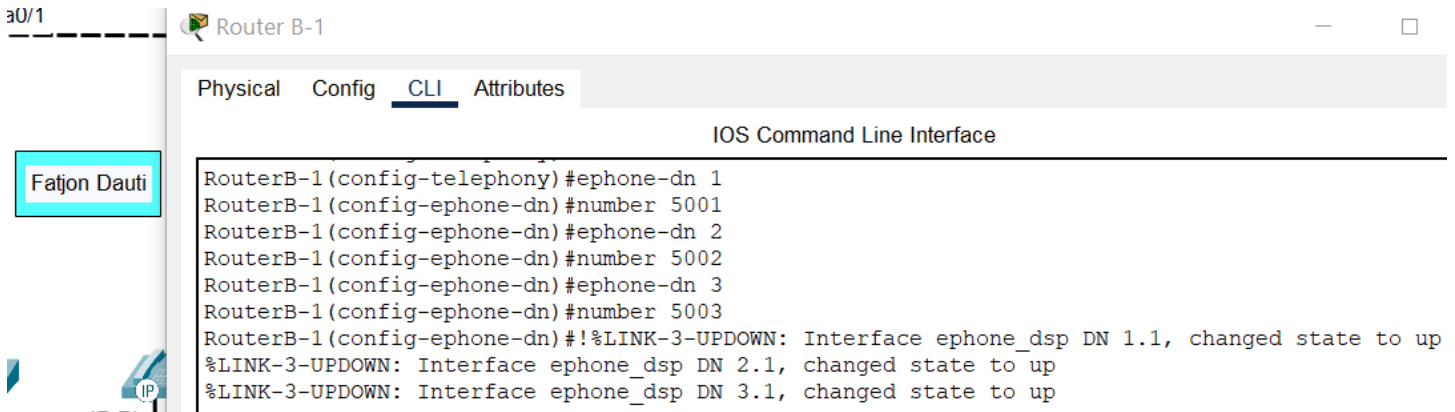 a0/1
Router B-1
Physical Config CLI Attributes
IOS Command Line Interface
Fatjon Dauti
RouterB-1(config-telephony)#ephone-dn 1
RouterB-1(config-ephone-dn)#number 5001
RouterB-1(config-ephone-dn)#ephone-dn 2
RouterB-1(config-ephone-dn)#number 5002
RouterB-1(config-ephone-dn)#ephone-dn 3
RouterB-1(config-ephone-dn)#number 5003
RouterB-1(config-ephone-dn)#!%LINK-3-UPDOWN: Interface ephone_dsp DN 1.1, changed state to up
%LINK-3-UPDOWN: Interface ephone_dsp DN 2.1, changed state to up
%LINK-3-UPDOWN: Interface ephone_dsp DN 3.1, changed state to up
IP